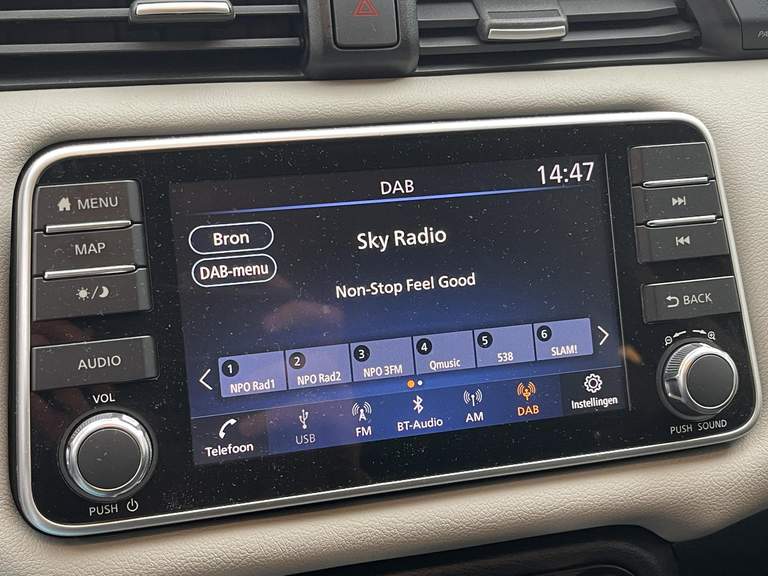 PA
DAB
14:47
MENU
MAP
AUDIO
VOL
PUSH
Bron
DAB-menu
Sky Radio
Non-Stop Feel Good
1 NPO Rad1
2 NPO Rad2
3 NPO 3FM
4 Qmusic
5 538
6 SLAM!
Telefoon
USB
FM
BT-Audio
AM
DAB
Instellingen
BACK
PUSH SOUND